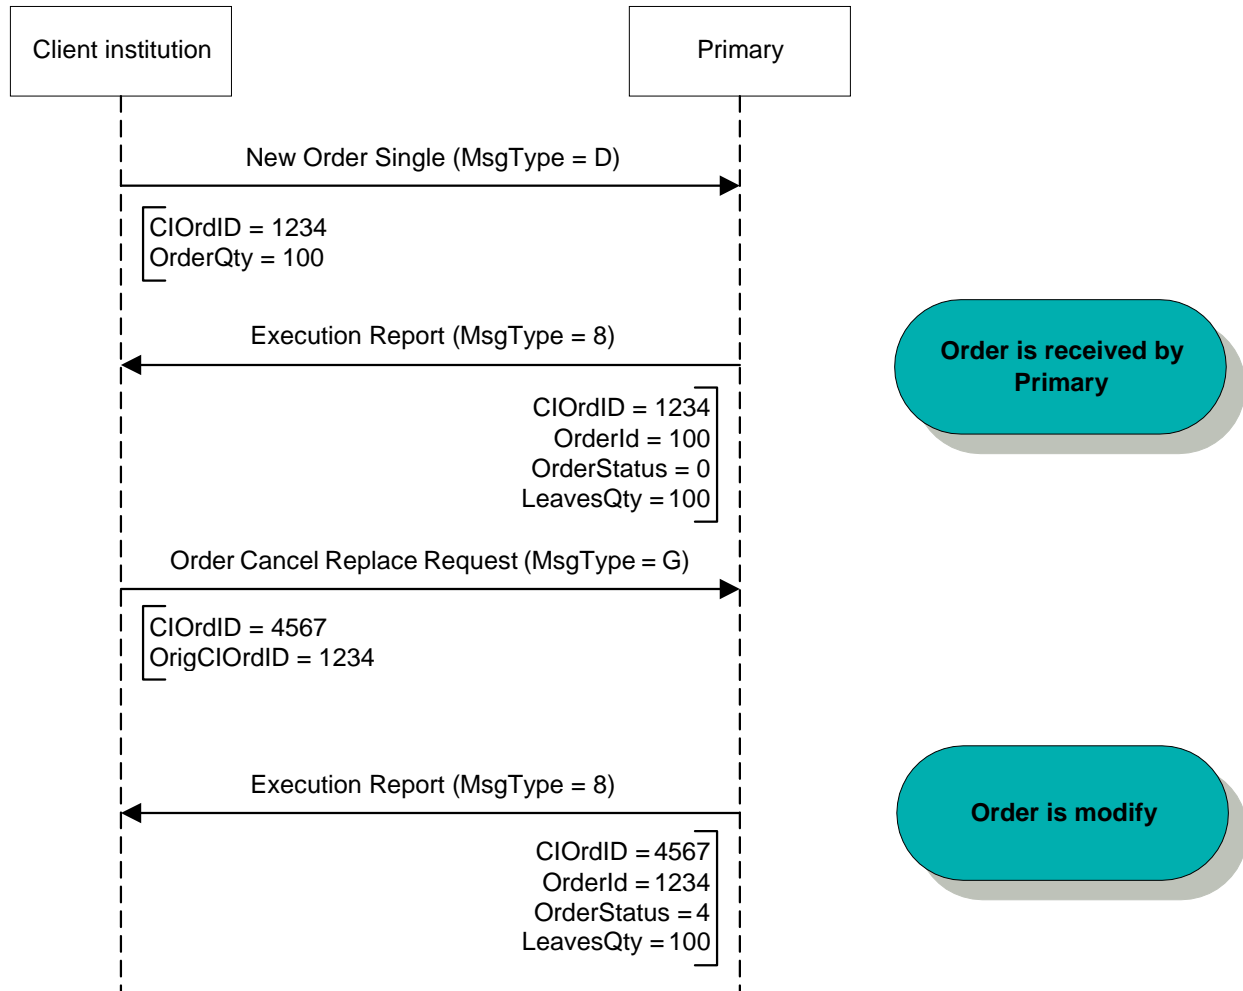 Client institution
Primary
New Order Single (MsgType = D)
ClOrdID = 1234
OrderQty = 100
Execution Report (MsgType = 8)
Order is received by
Primary
ClOrdID = 1234
OrderId = 100
OrderStatus = 0
LeavesQty = 100
Order Cancel Replace Request (MsgType = G)
ClOrdID = 4567
OrigClOrdID = 1234
Execution Report (MsgType = 8)
Order is modify
ClOrdID = 4567
OrderId = 1234
OrderStatus = 4
LeavesQty = 100